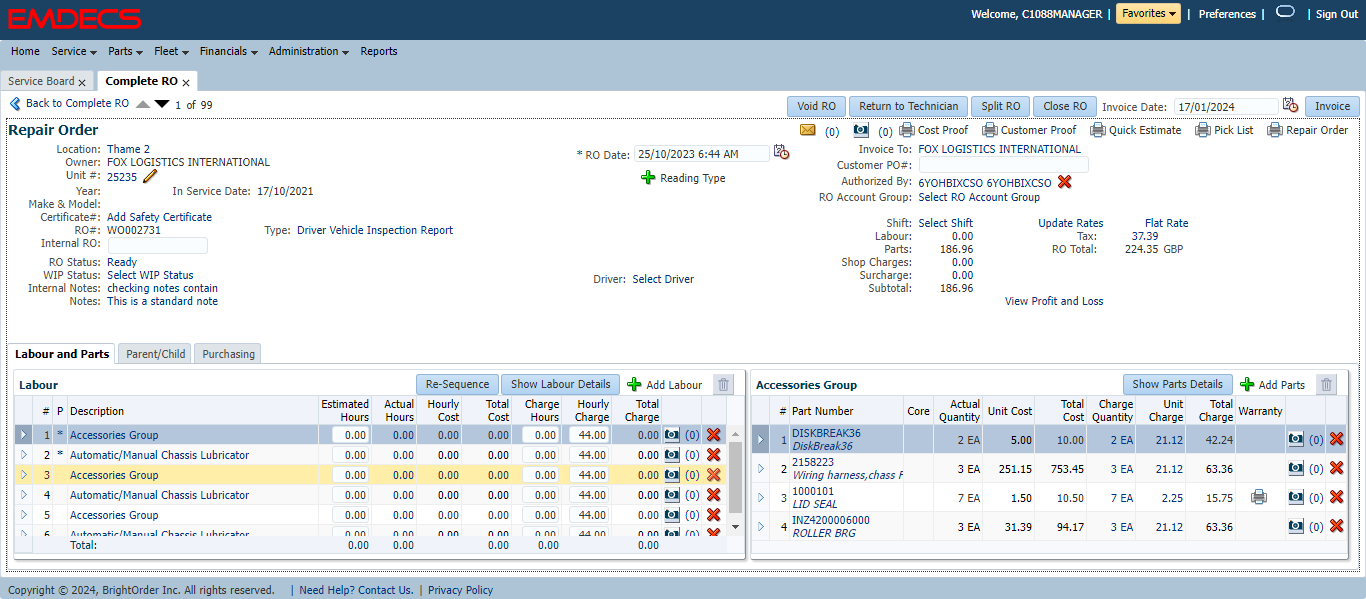 EMDECS
Welcome, C1088MANAGER | Favorites | Preferences | | Sign Out
Home Service Parts Fleet Financials Administration Reports
Service Board x Complete RO x
Back to Complete RO 1 of 99
Void RO Return to Technician Split RO Close RO Invoice Date: 17/01/2024 Invoice
Repair Order
(0) (0) Cost Proof Customer Proof Quick Estimate Pick List Repair Order
Location: Thame 2
Owner: FOX LOGISTICS INTERNATIONAL
Unit #: 25235
Year: In Service Date: 17/10/2021
Make & Model:
Certificate#: Add Safety Certificate
RO#: WO002731 Type: Driver Vehicle Inspection Report
Internal RO:
RO Status: Ready
WIP Status: Select WIP Status
Internal Notes: checking notes contain
Notes: This is a standard note
* RO Date: 25/10/2023 6:44 AM
Reading Type
Driver: Select Driver
Invoice To: FOX LOGISTICS INTERNATIONAL
Customer PO#:
Authorized By: 6YOHBIXCSO 6YOHBIXCSO
RO Account Group: Select RO Account Group
Shift: Select Shift Update Rates Flat Rate
Labour: 0.00 Tax: 37.39
Parts: 186.96 RO Total: 224.35 GBP
Shop Charges: 0.00
Surcharge: 0.00
Subtotal: 186.96
View Profit and Loss
Labour and Parts Parent/Child Purchasing
Labour Re-Sequence Show Labour Details Add Labour
# P Description Estimated Hours Actual Hours Hourly Cost Total Cost Charge Hours Hourly Charge Total Charge
1 * Accessories Group 0.00 0.00 0.00 0.00 0.00 44.00 0.00 (0)
2 * Automatic/Manual Chassis Lubricator 0.00 0.00 0.00 0.00 0.00 44.00 0.00 (0)
3 Accessories Group 0.00 0.00 0.00 0.00 0.00 44.00 0.00 (0)
4 Automatic/Manual Chassis Lubricator 0.00 0.00 0.00 0.00 0.00 44.00 0.00 (0)
5 Accessories Group 0.00 0.00 0.00 0.00 0.00 44.00 0.00 (0)
6 Automatic/Manual Chassis Lubricator 0.00 0.00 0.00 0.00 0.00 44.00 0.00 (0)
Total: 0.00 0.00 0.00 0.00 0.00
Accessories Group Show Parts Details Add Parts
# Part Number Core Actual Quantity Unit Cost Total Cost Charge Quantity Unit Charge Total Charge Warranty
1 DISKBREAK36 2 EA 5.00 10.00 2 EA 21.12 42.24 (0)
DiskBreak36
2 2158223 3 EA 251.15 753.45 3 EA 21.12 63.36 (0)
Wiring harness,chass F
3 1000101 7 EA 1.50 10.50 7 EA 2.25 15.75 (0)
LID SEAL
4 INZ4200006000 3 EA 31.39 94.17 3 EA 21.12 63.36 (0)
ROLLER BRG
Copyright © 2024, BrightOrder Inc. All rights reserved. | Need Help? Contact Us. | Privacy Policy